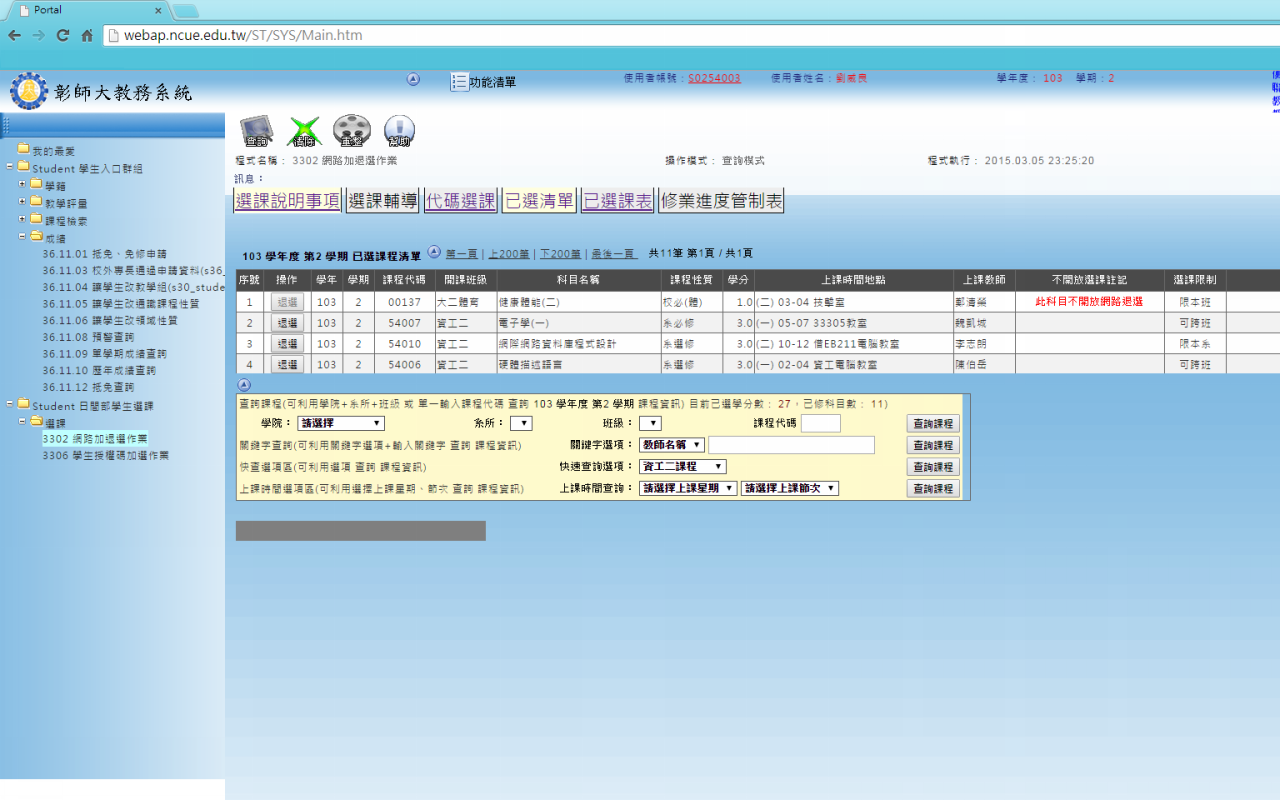 Portal
webap.ncue.edu.tw/ST/SYS/Main.htm
彰師大教務系統
功能清單
使用者帳號：S0254003 使用者姓名：劉威良 學年度：103 學期：2
查詢 清除 重整 幫助
程式名稱：3302 網路加退選作業 操作模式：查詢模式 程式執行：2015.03.05 23:25:20
訊息：
選課說明事項 選課輔導 代碼選課 已選清單 已選課表 修業進度管制表
我的最愛
Student 學生入口群組
學籍
教學評量
課程檢索
成績
36.11.01 抵免、免修申請
36.11.03 校外專長通過申請資料(s36_
36.11.04 讓學生改教學組(s30_stude
36.11.05 讓學生改通識課程性質
36.11.06 讓學生改領域性質
36.11.08 預警查詢
36.11.09 單學期成績查詢
36.11.10 歷年成績查詢
36.11.12 抵免查詢
Student 日間部學生選課
選課
3302 網路加退選作業
3306 學生授權碼加選作業
103 學年度 第2 學期 已選課程清單 第一頁 | 上200筆 | 下200筆 | 最後一頁 共11筆 第1頁 / 共1頁
序號 操作 學年 學期 課程代碼 開課班級 科目名稱 課程性質 學分 上課時間地點 上課教師 不開放選課註記 選課限制
1 退選 103 2 00137 大二體育 健康體能(二) 校必(體) 1.0 (二) 03-04 技擊室 鄭清榮 此科目不開放網路退選 限本班
2 退選 103 2 54007 資工二 電子學(一) 系必修 3.0 (一) 05-07 33305教室 魏凱城 可跨班
3 退選 103 2 54010 資工二 網際網路資料庫程式設計 系選修 3.0 (二) 10-12 借EB211電腦教室 李志明 限本系
4 退選 103 2 54006 資工二 硬體描述語言 系選修 3.0 (一) 02-04 資工電腦教室 陳伯岳 可跨班
查詢課程(可利用學院+系所+班級 或 單一輸入課程代碼 查詢 103 學年度 第2 學期 課程資訊) 目前已選學分數：27，已修科目數：11)
學院：請選擇 系所： 班級： 課程代碼 查詢課程
關鍵字查詢(可利用關鍵字選項+輸入關鍵字 查詢 課程資訊) 關鍵字選項：教師名稱 查詢課程
快查選項區(可利用選項 查詢 課程資訊) 快速查詢選項：資工二課程 查詢課程
上課時間選項區(可利用選擇上課星期、節次 查詢 課程資訊) 上課時間查詢：請選擇上課星期 請選擇上課節次 查詢課程